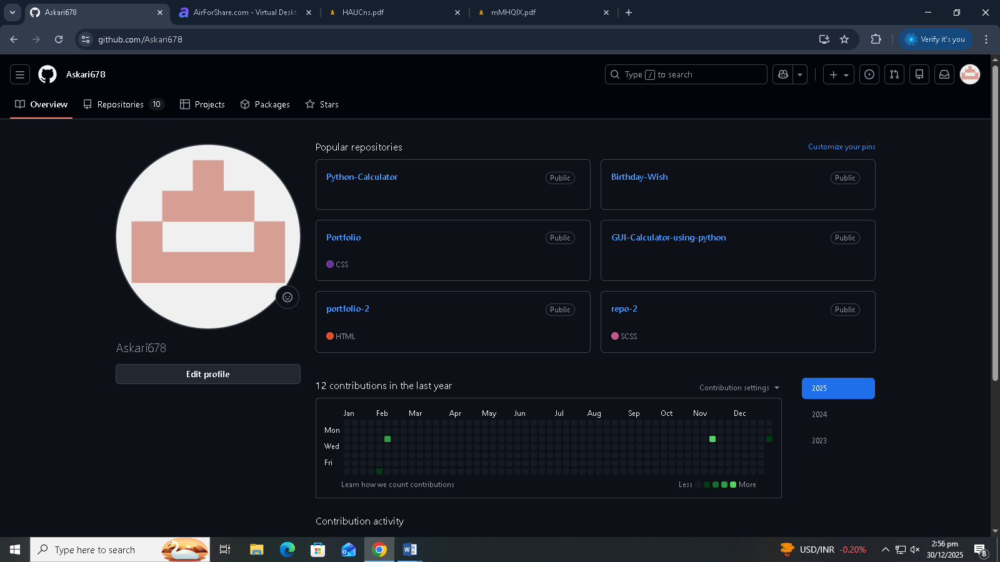 Askari678
AirForShare.com - Virtual Deskt
HAUCns.pdf
mMHQIX.pdf
github.com/Askari678
Verify it's you
Askari678
Type / to search
Overview
Repositories 10
Projects
Packages
Stars
Popular repositories
Customize your pins
Python-Calculator Public
Birthday-Wish Public
Portfolio Public
CSS
GUI-Calculator-using-python Public
portfolio-2 Public
HTML
repo-2 Public
SCSS
Askari678
Edit profile
12 contributions in the last year
Contribution settings
2025
2024
2023
Jan Feb Mar Apr May Jun Jul Aug Sep Oct Nov Dec
Mon
Wed
Fri
Learn how we count contributions
Less More
Contribution activity
Type here to search
USD/INR -0.20%
2:56 pm
30/12/2025
8